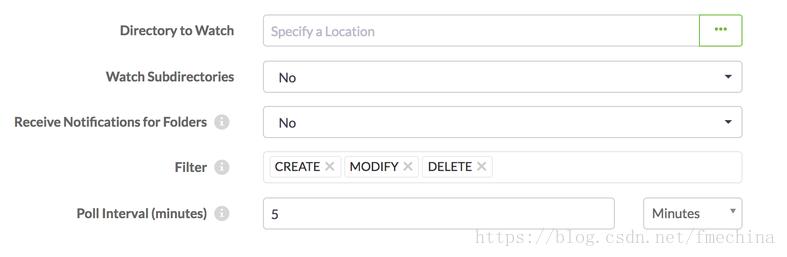 Directory to Watch Specify a Location
Watch Subdirectories No
Receive Notifications for Folders No
Filter CREATE MODIFY DELETE
Poll Interval (minutes) 5 Minutes
https://blog.csdn.net/fmechina